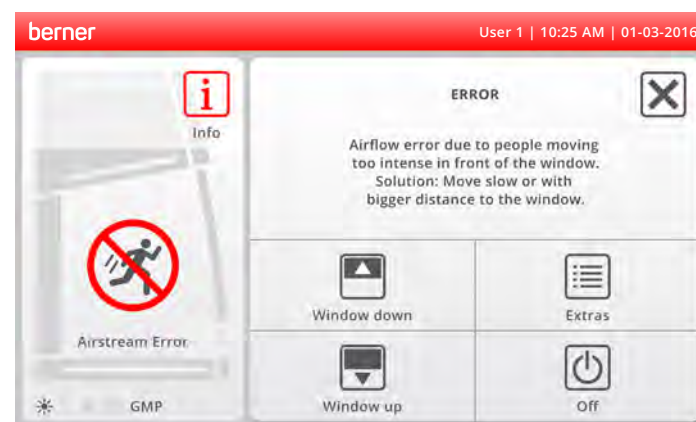 berner
User 1 | 10:25 AM | 01-03-2016
i
Info
Airstream Error
GMP
ERROR
Airflow error due to people moving
too intense in front of the window.
Solution: Move slow or with
bigger distance to the window.
Window down
Extras
Window up
Off